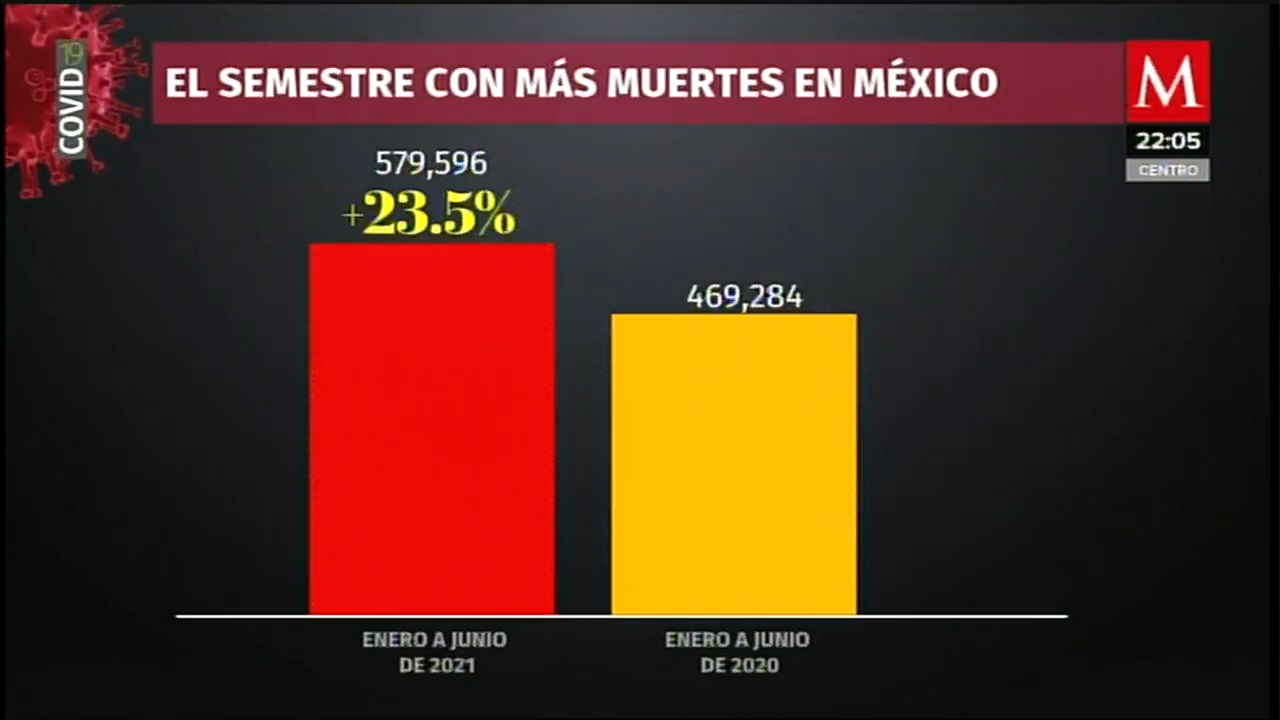 COVID 19
EL SEMESTRE CON MÁS MUERTES EN MÉXICO
M
22:05
CENTRO
579,596
+23.5%
469,284
ENERO A JUNIO
DE 2021
ENERO A JUNIO
DE 2020